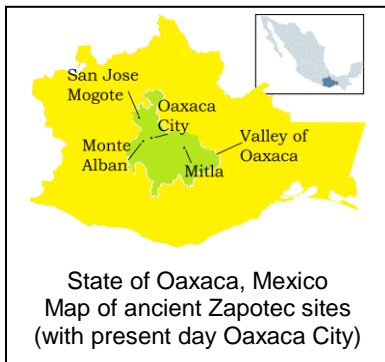 San Jose
Mogote
Oaxaca
City
Monte
Alban
Valley of
Oaxaca
Mitla
State of Oaxaca, Mexico
Map of ancient Zapotec sites
(with present day Oaxaca City)